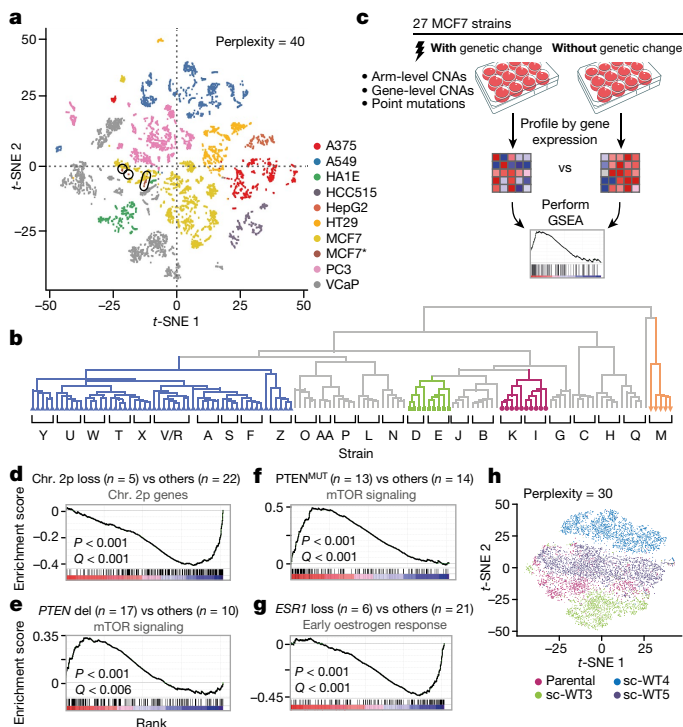 a
Perplexity = 40
t-SNE 2
50
25
0
−25
−50
−25
0
25
50
t-SNE 1
A375
A549
HA1E
HCC515
HepG2
HT29
MCF7
MCF7*
PC3
VCaP
c
27 MCF7 strains
With genetic change
Without genetic change
• Arm-level CNAs
• Gene-level CNAs
• Point mutations
Profile by gene
expression
vs
Perform
GSEA
b
Y U W T X V/R A S F Z O AA P L N D E J B K I G C H Q M
Strain
d
Chr. 2p loss (n = 5) vs others (n = 22)
Chr. 2p genes
Enrichment score
0
−0.2
−0.4
P < 0.001
Q < 0.001
f
PTENMUT (n = 13) vs others (n = 14)
mTOR signaling
0.5
0
P < 0.001
Q < 0.001
e
PTEN del (n = 17) vs others (n = 10)
mTOR signaling
Enrichment score
0.35
0
P < 0.001
Q < 0.006
Rank
g
ESR1 loss (n = 6) vs others (n = 21)
Early oestrogen response
0
−0.45
P < 0.001
Q < 0.001
h
Perplexity = 30
t-SNE 2
50
25
0
−25
−50
−25
0
25
t-SNE 1
Parental
sc-WT4
sc-WT3
sc-WT5